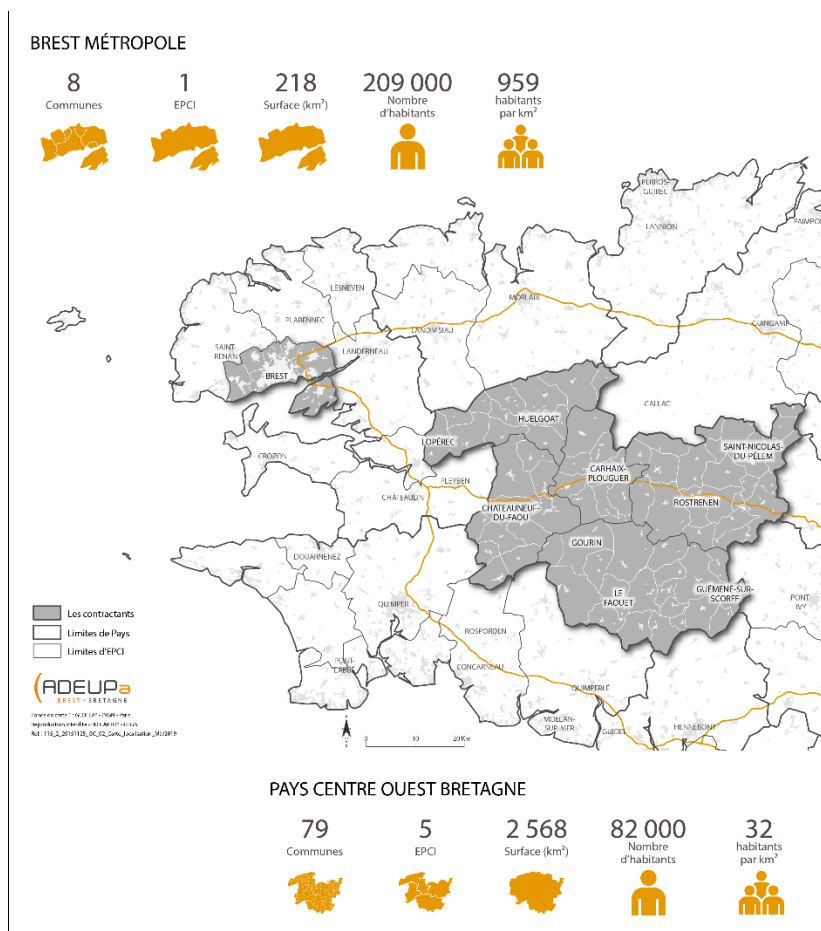 BREST MÉTROPOLE
8
Communes
1
EPCI
218
Surface (km²)
209 000
Nombre
d'habitants
959
habitants
par km²
PERROS-
GUIREC
LANNION
PAIMPOL
LESNEVEN
PLABENNEC
MORLAIX
LANDIVISIAU
GUINGAMP
SAINT-
RENAN
LANDERNEAU
BREST
CALLAC
HUELGOAT
LOPÉREC
SAINT-NICOLAS-
DU-PÉLEM
CROZON
PLEYBEN
CARHAIX-
PLOUGUER
CHATEAULIN
CHATEAUNEUF-
DU-FAOU
ROSTRENEN
GOURIN
DOUARNENEZ
LE
FAOUET
GUÉMENÉ-SUR-
SCORFF
PONT-
IVY
QUIMPER
ROSPORDEN
PONT-
L'ABBÉ
CONCARNEAU
QUIMPERLÉ
MOËLAN-
SUR-MER
GUIDEL
HENNEBONT
Les contractants
Limites de Pays
Limites d'EPCI
ADEUPa
BREST • BRETAGNE
0 10 20 km
PAYS CENTRE OUEST BRETAGNE
79
Communes
5
EPCI
2 568
Surface (km²)
82 000
Nombre
d'habitants
32
habitants
par km²